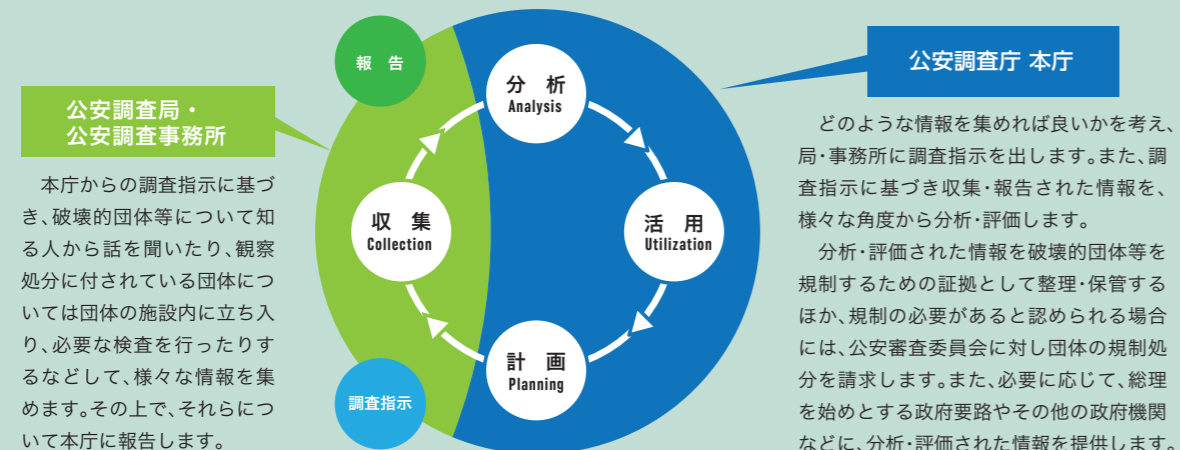 公安調査局・
公安調査事務所
本庁からの調査指示に基づ
き、破壊的団体等について知
る人から話を聞いたり、観察
処分に付されている団体につ
いては団体の施設内に立ち入
り、必要な検査を行ったりす
るなどして、様々な情報を集
めます。その上で、それらにつ
いて本庁に報告します。
報 告
分 析
Analysis
収 集
Collection
活 用
Utilization
計 画
Planning
調査指示
公安調査庁 本庁
どのような情報を集めれば良いかを考え、
局・事務所に調査指示を出します。また、調
査指示に基づき収集・報告された情報を、
様々な角度から分析・評価します。
分析・評価された情報を破壊的団体等を
規制するための証拠として整理・保管する
ほか、規制の必要があると認められる場合
には、公安審査委員会に対し団体の規制処
分を請求します。また、必要に応じて、総理
を始めとする政府要路やその他の政府機関
などに、分析・評価された情報を提供します。